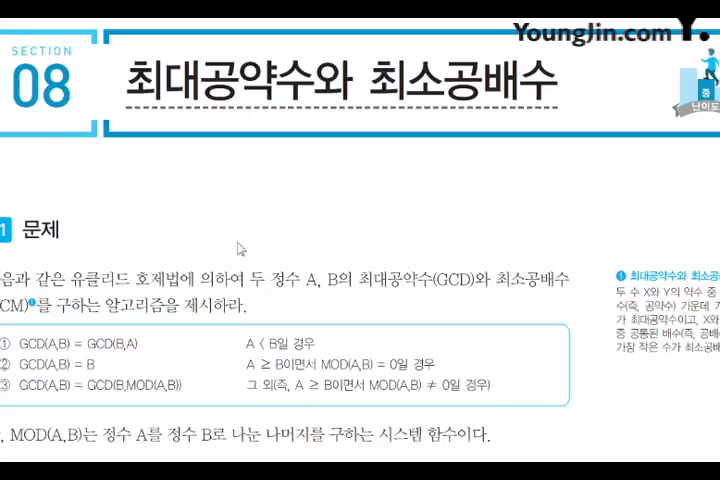 YoungJin.com Y.
SECTION
08
최대공약수와 최소공배수
중
난이도
1 문제
음과 같은 유클리드 호제법에 의하여 두 정수 A, B의 최대공약수(GCD)와 최소공배수
CM)❶를 구하는 알고리즘을 제시하라.
① GCD(A,B) = GCD(B,A) A < B일 경우
② GCD(A,B) = B A ≥ B이면서 MOD(A,B) = 0일 경우
③ GCD(A,B) = GCD(B,MOD(A,B)) 그 외(즉, A ≥ B이면서 MOD(A,B) ≠ 0일 경우)
, MOD(A,B)는 정수 A를 정수 B로 나눈 나머지를 구하는 시스템 함수이다.
❶ 최대공약수와 최소공
두 수 X와 Y의 약수 중
수(즉, 공약수) 가운데
가 최대공약수이고, X와
중 공통된 배수(즉, 공배
가장 작은 수가 최소공배